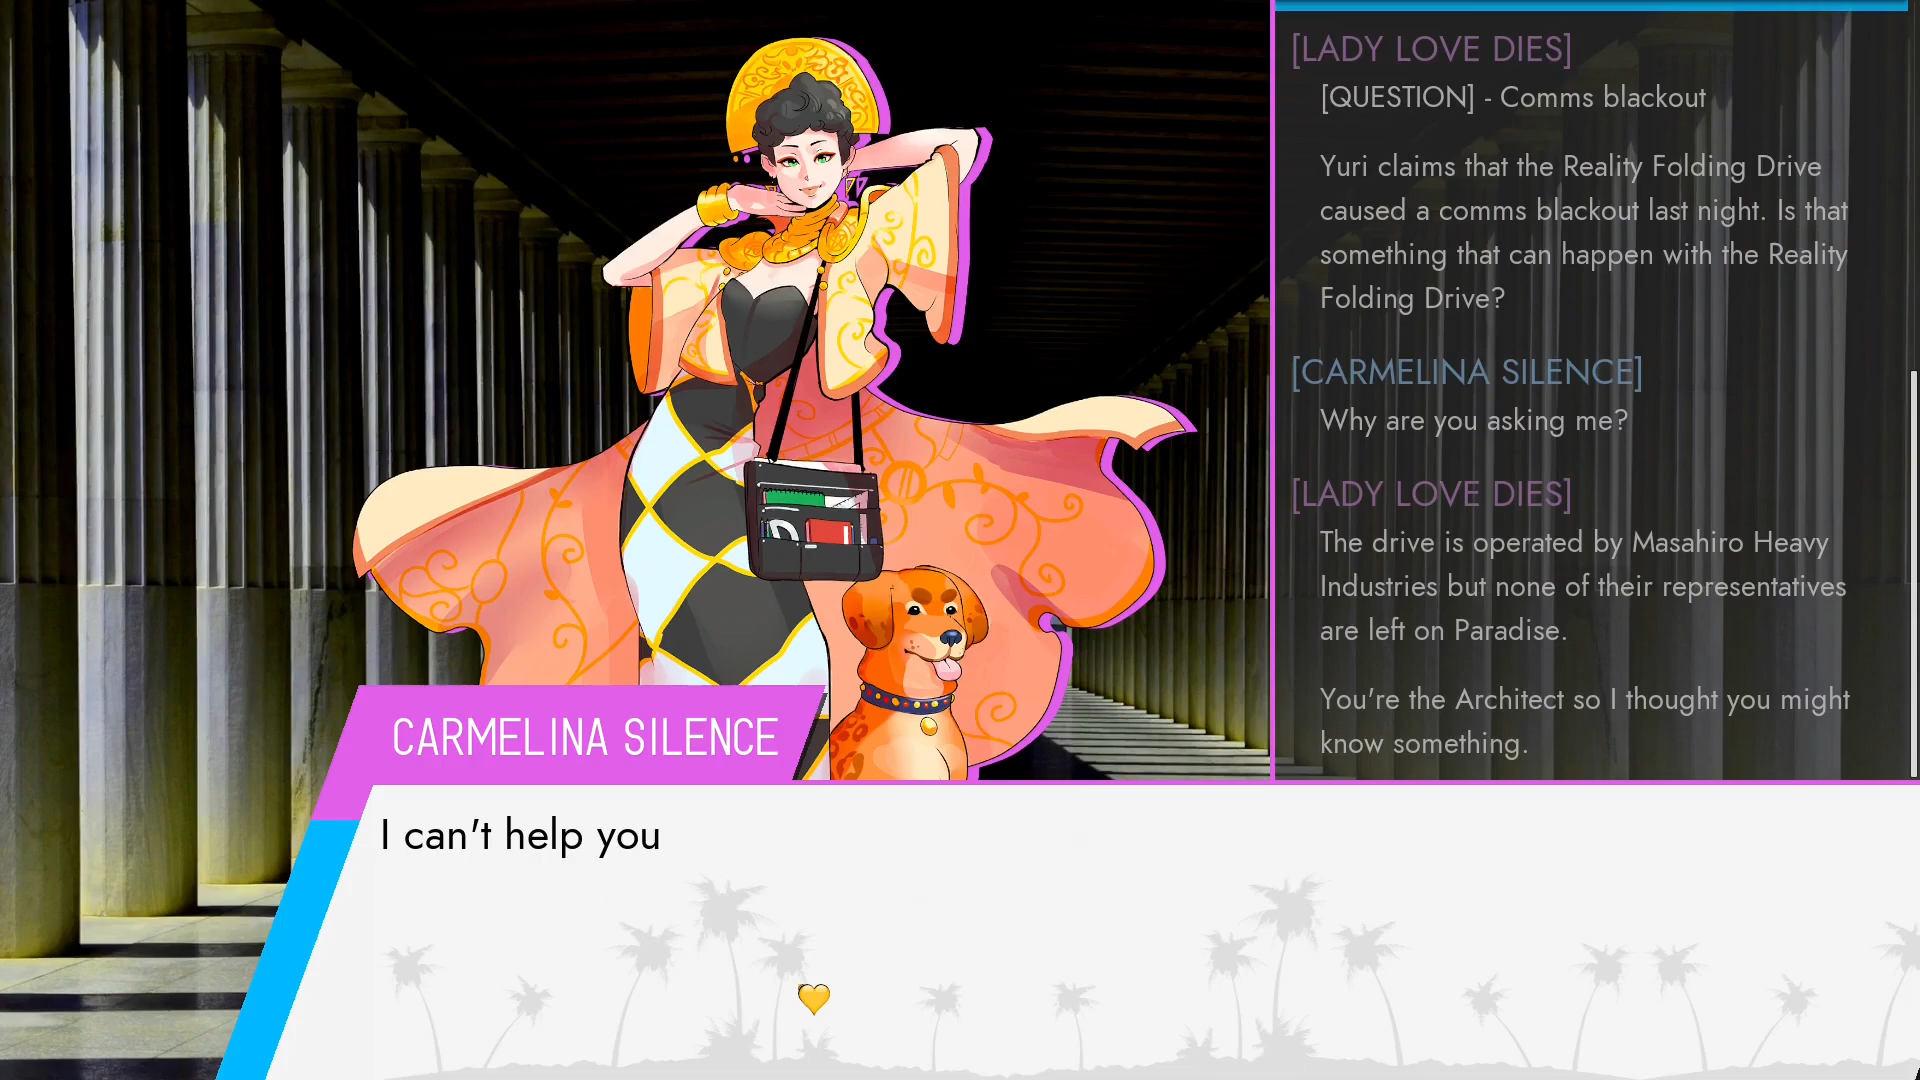 [LADY LOVE DIES]
[QUESTION] - Comms blackout
Yuri claims that the Reality Folding Drive
caused a comms blackout last night. Is that
something that can happen with the Reality
Folding Drive?
[CARMELINA SILENCE]
Why are you asking me?
[LADY LOVE DIES]
The drive is operated by Masahiro Heavy
Industries but none of their representatives
are left on Paradise.
You're the Architect so I thought you might
know something.
CARMELINA SILENCE
I can't help you